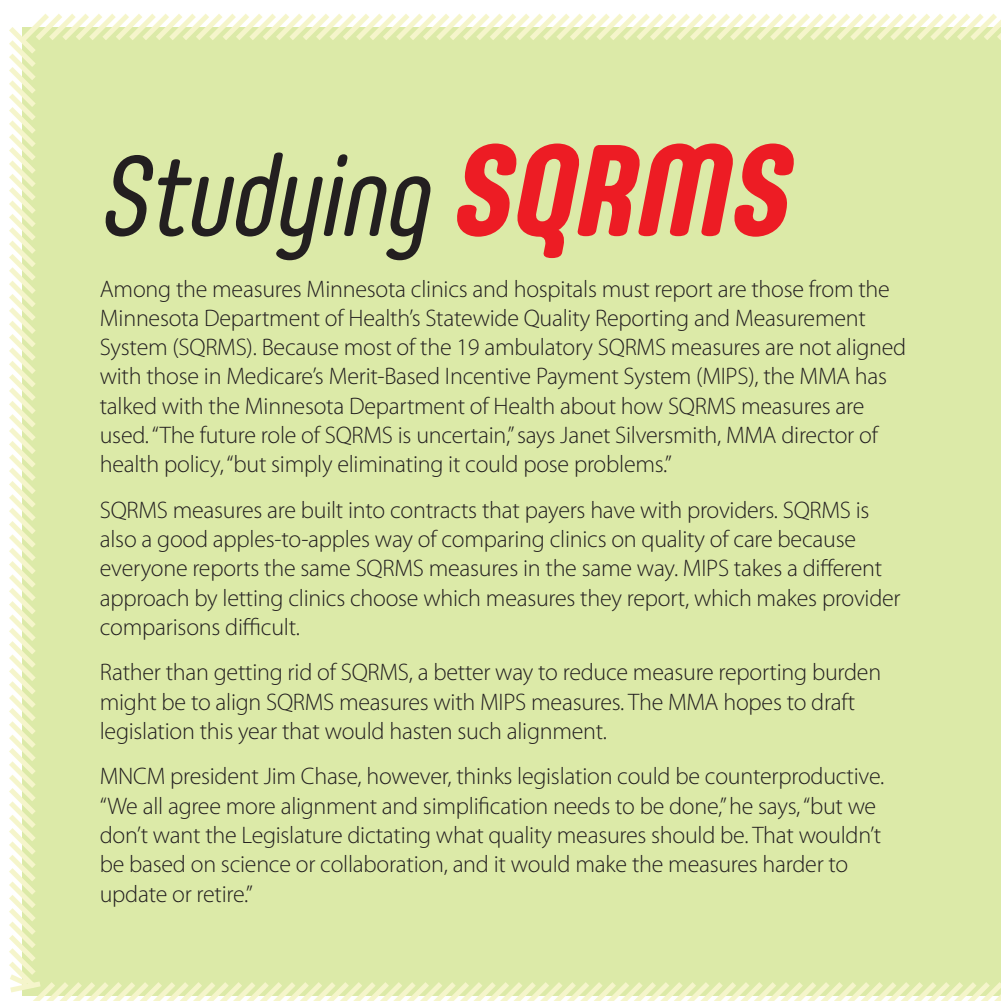 Studying SQRMS
Among the measures Minnesota clinics and hospitals must report are those from the
Minnesota Department of Health’s Statewide Quality Reporting and Measurement
System (SQRMS). Because most of the 19 ambulatory SQRMS measures are not aligned
with those in Medicare’s Merit-Based Incentive Payment System (MIPS), the MMA has
talked with the Minnesota Department of Health about how SQRMS measures are
used. “The future role of SQRMS is uncertain,” says Janet Silversmith, MMA director of
health policy, “but simply eliminating it could pose problems.”
SQRMS measures are built into contracts that payers have with providers. SQRMS is
also a good apples-to-apples way of comparing clinics on quality of care because
everyone reports the same SQRMS measures in the same way. MIPS takes a different
approach by letting clinics choose which measures they report, which makes provider
comparisons difficult.
Rather than getting rid of SQRMS, a better way to reduce measure reporting burden
might be to align SQRMS measures with MIPS measures. The MMA hopes to draft
legislation this year that would hasten such alignment.
MNCM president Jim Chase, however, thinks legislation could be counterproductive.
“We all agree more alignment and simplification needs to be done,” he says, “but we
don’t want the Legislature dictating what quality measures should be. That wouldn’t
be based on science or collaboration, and it would make the measures harder to
update or retire.”